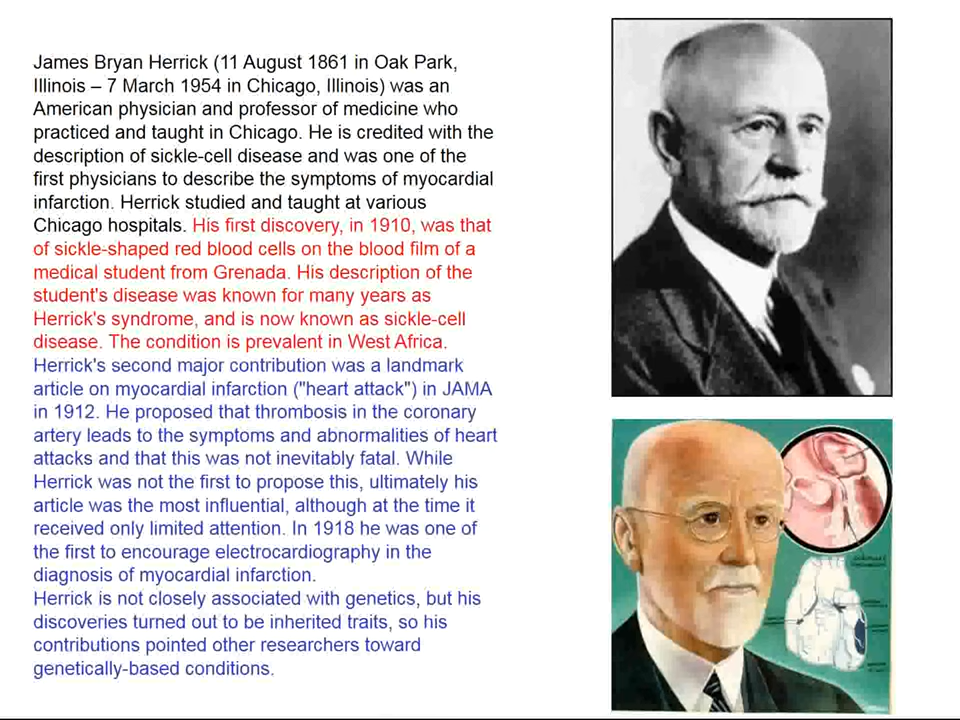 James Bryan Herrick (11 August 1861 in Oak Park,
Illinois – 7 March 1954 in Chicago, Illinois) was an
American physician and professor of medicine who
practiced and taught in Chicago. He is credited with the
description of sickle-cell disease and was one of the
first physicians to describe the symptoms of myocardial
infarction. Herrick studied and taught at various
Chicago hospitals. His first discovery, in 1910, was that
of sickle-shaped red blood cells on the blood film of a
medical student from Grenada. His description of the
student's disease was known for many years as
Herrick's syndrome, and is now known as sickle-cell
disease. The condition is prevalent in West Africa.
Herrick's second major contribution was a landmark
article on myocardial infarction ("heart attack") in JAMA
in 1912. He proposed that thrombosis in the coronary
artery leads to the symptoms and abnormalities of heart
attacks and that this was not inevitably fatal. While
Herrick was not the first to propose this, ultimately his
article was the most influential, although at the time it
received only limited attention. In 1918 he was one of
the first to encourage electrocardiography in the
diagnosis of myocardial infarction.
Herrick is not closely associated with genetics, but his
discoveries turned out to be inherited traits, so his
contributions pointed other researchers toward
genetically-based conditions.